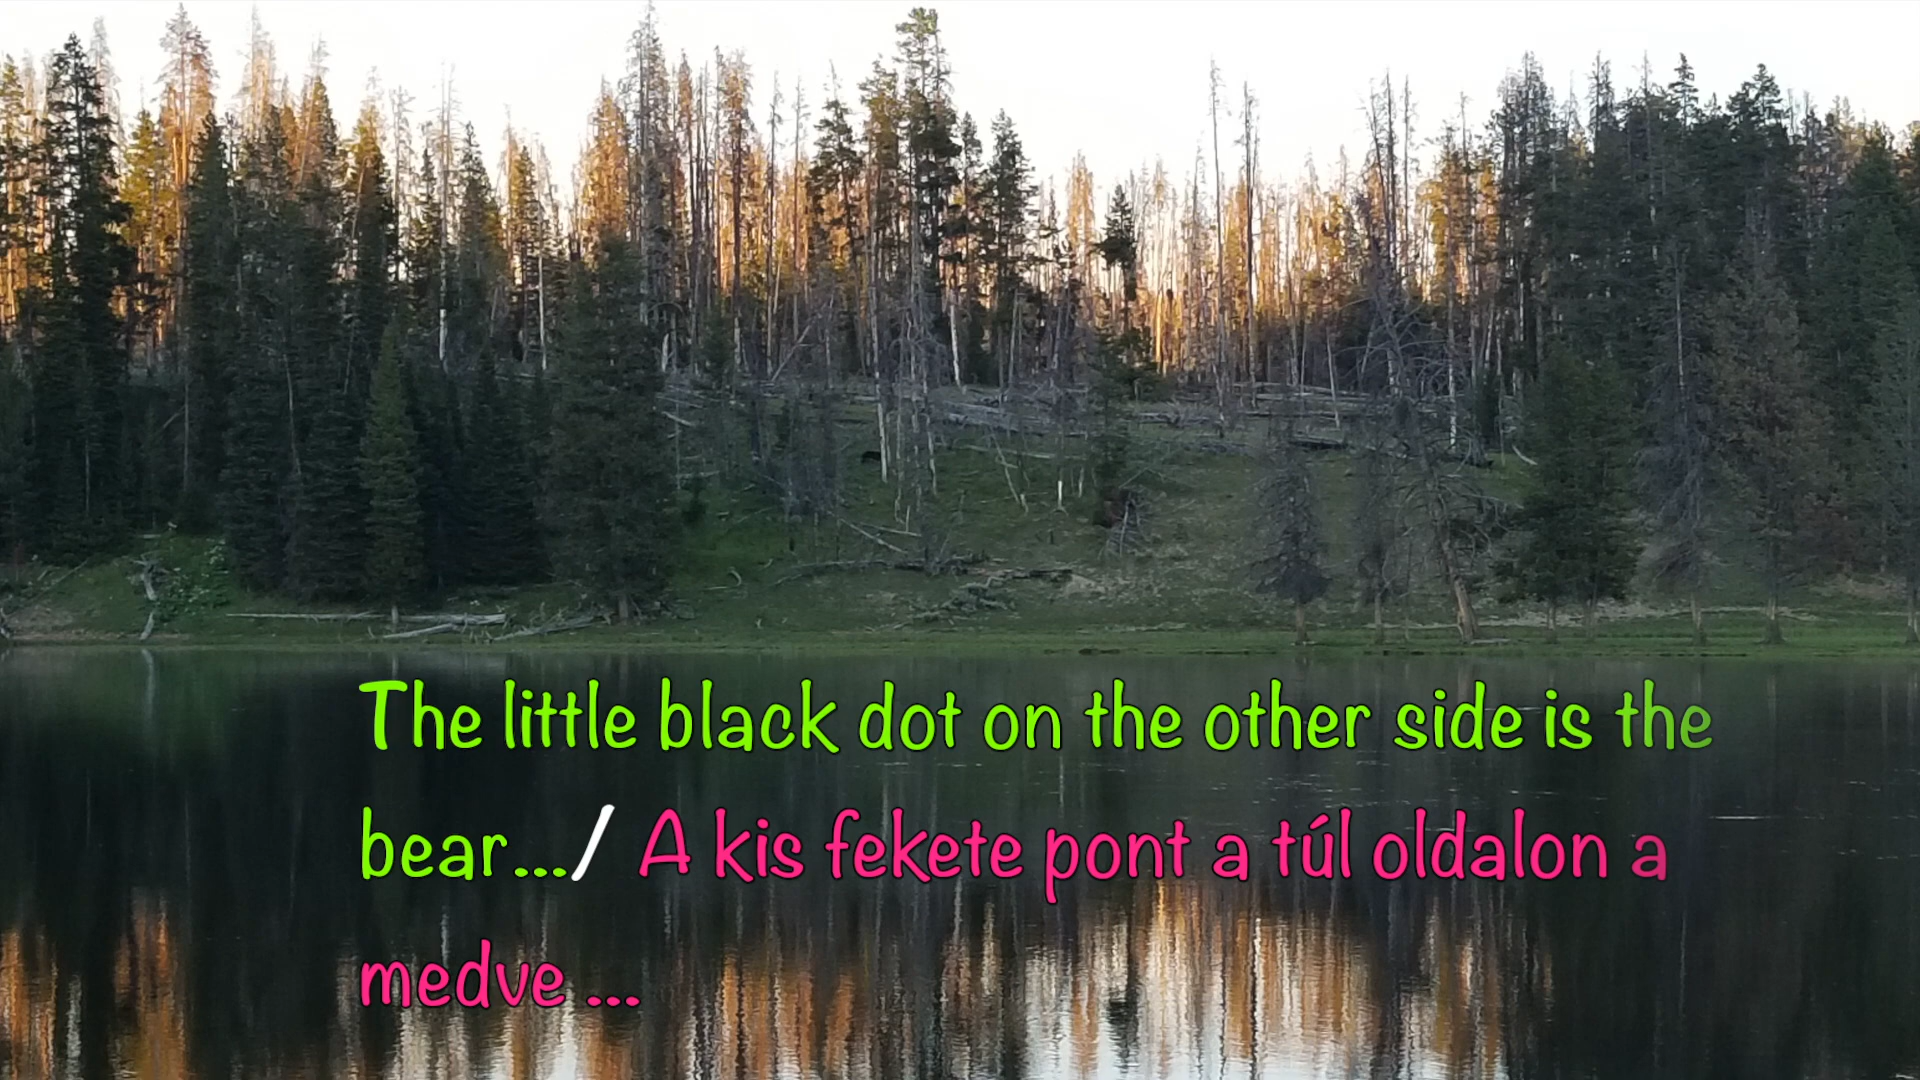 The little black dot on the other side is the
bear.../ A kis fekete pont a túl oldalon a
medve ...